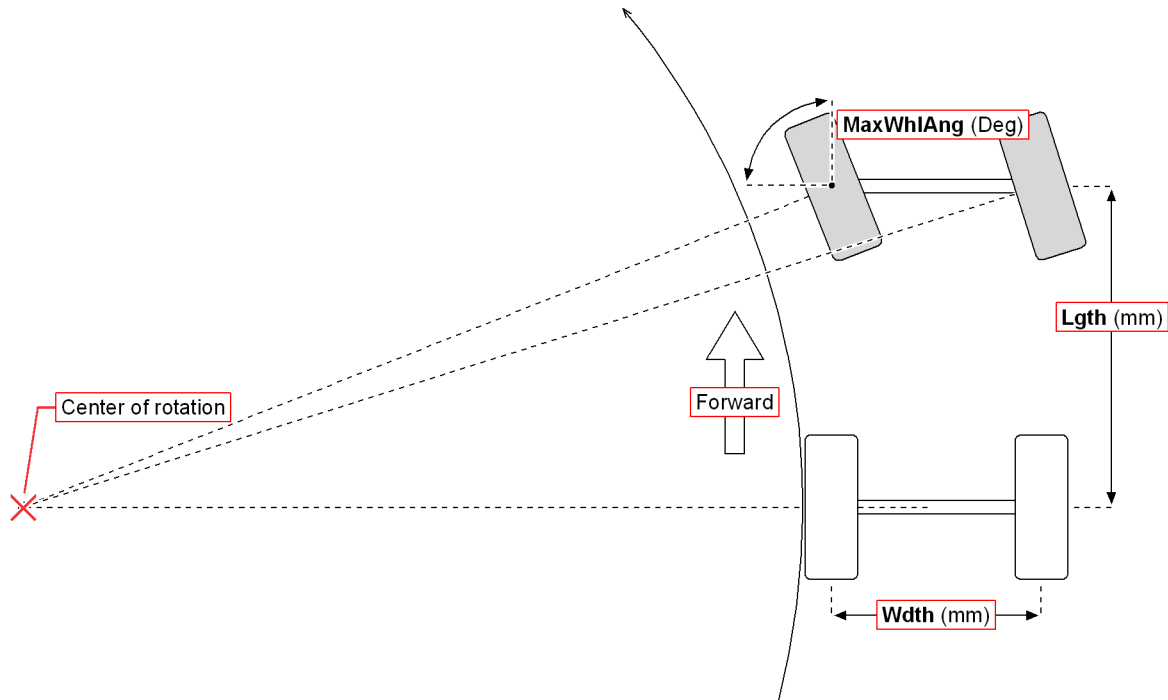 MaxWhlAng (Deg)
Lgth (mm)
Center of rotation
Forward
Wdth (mm)